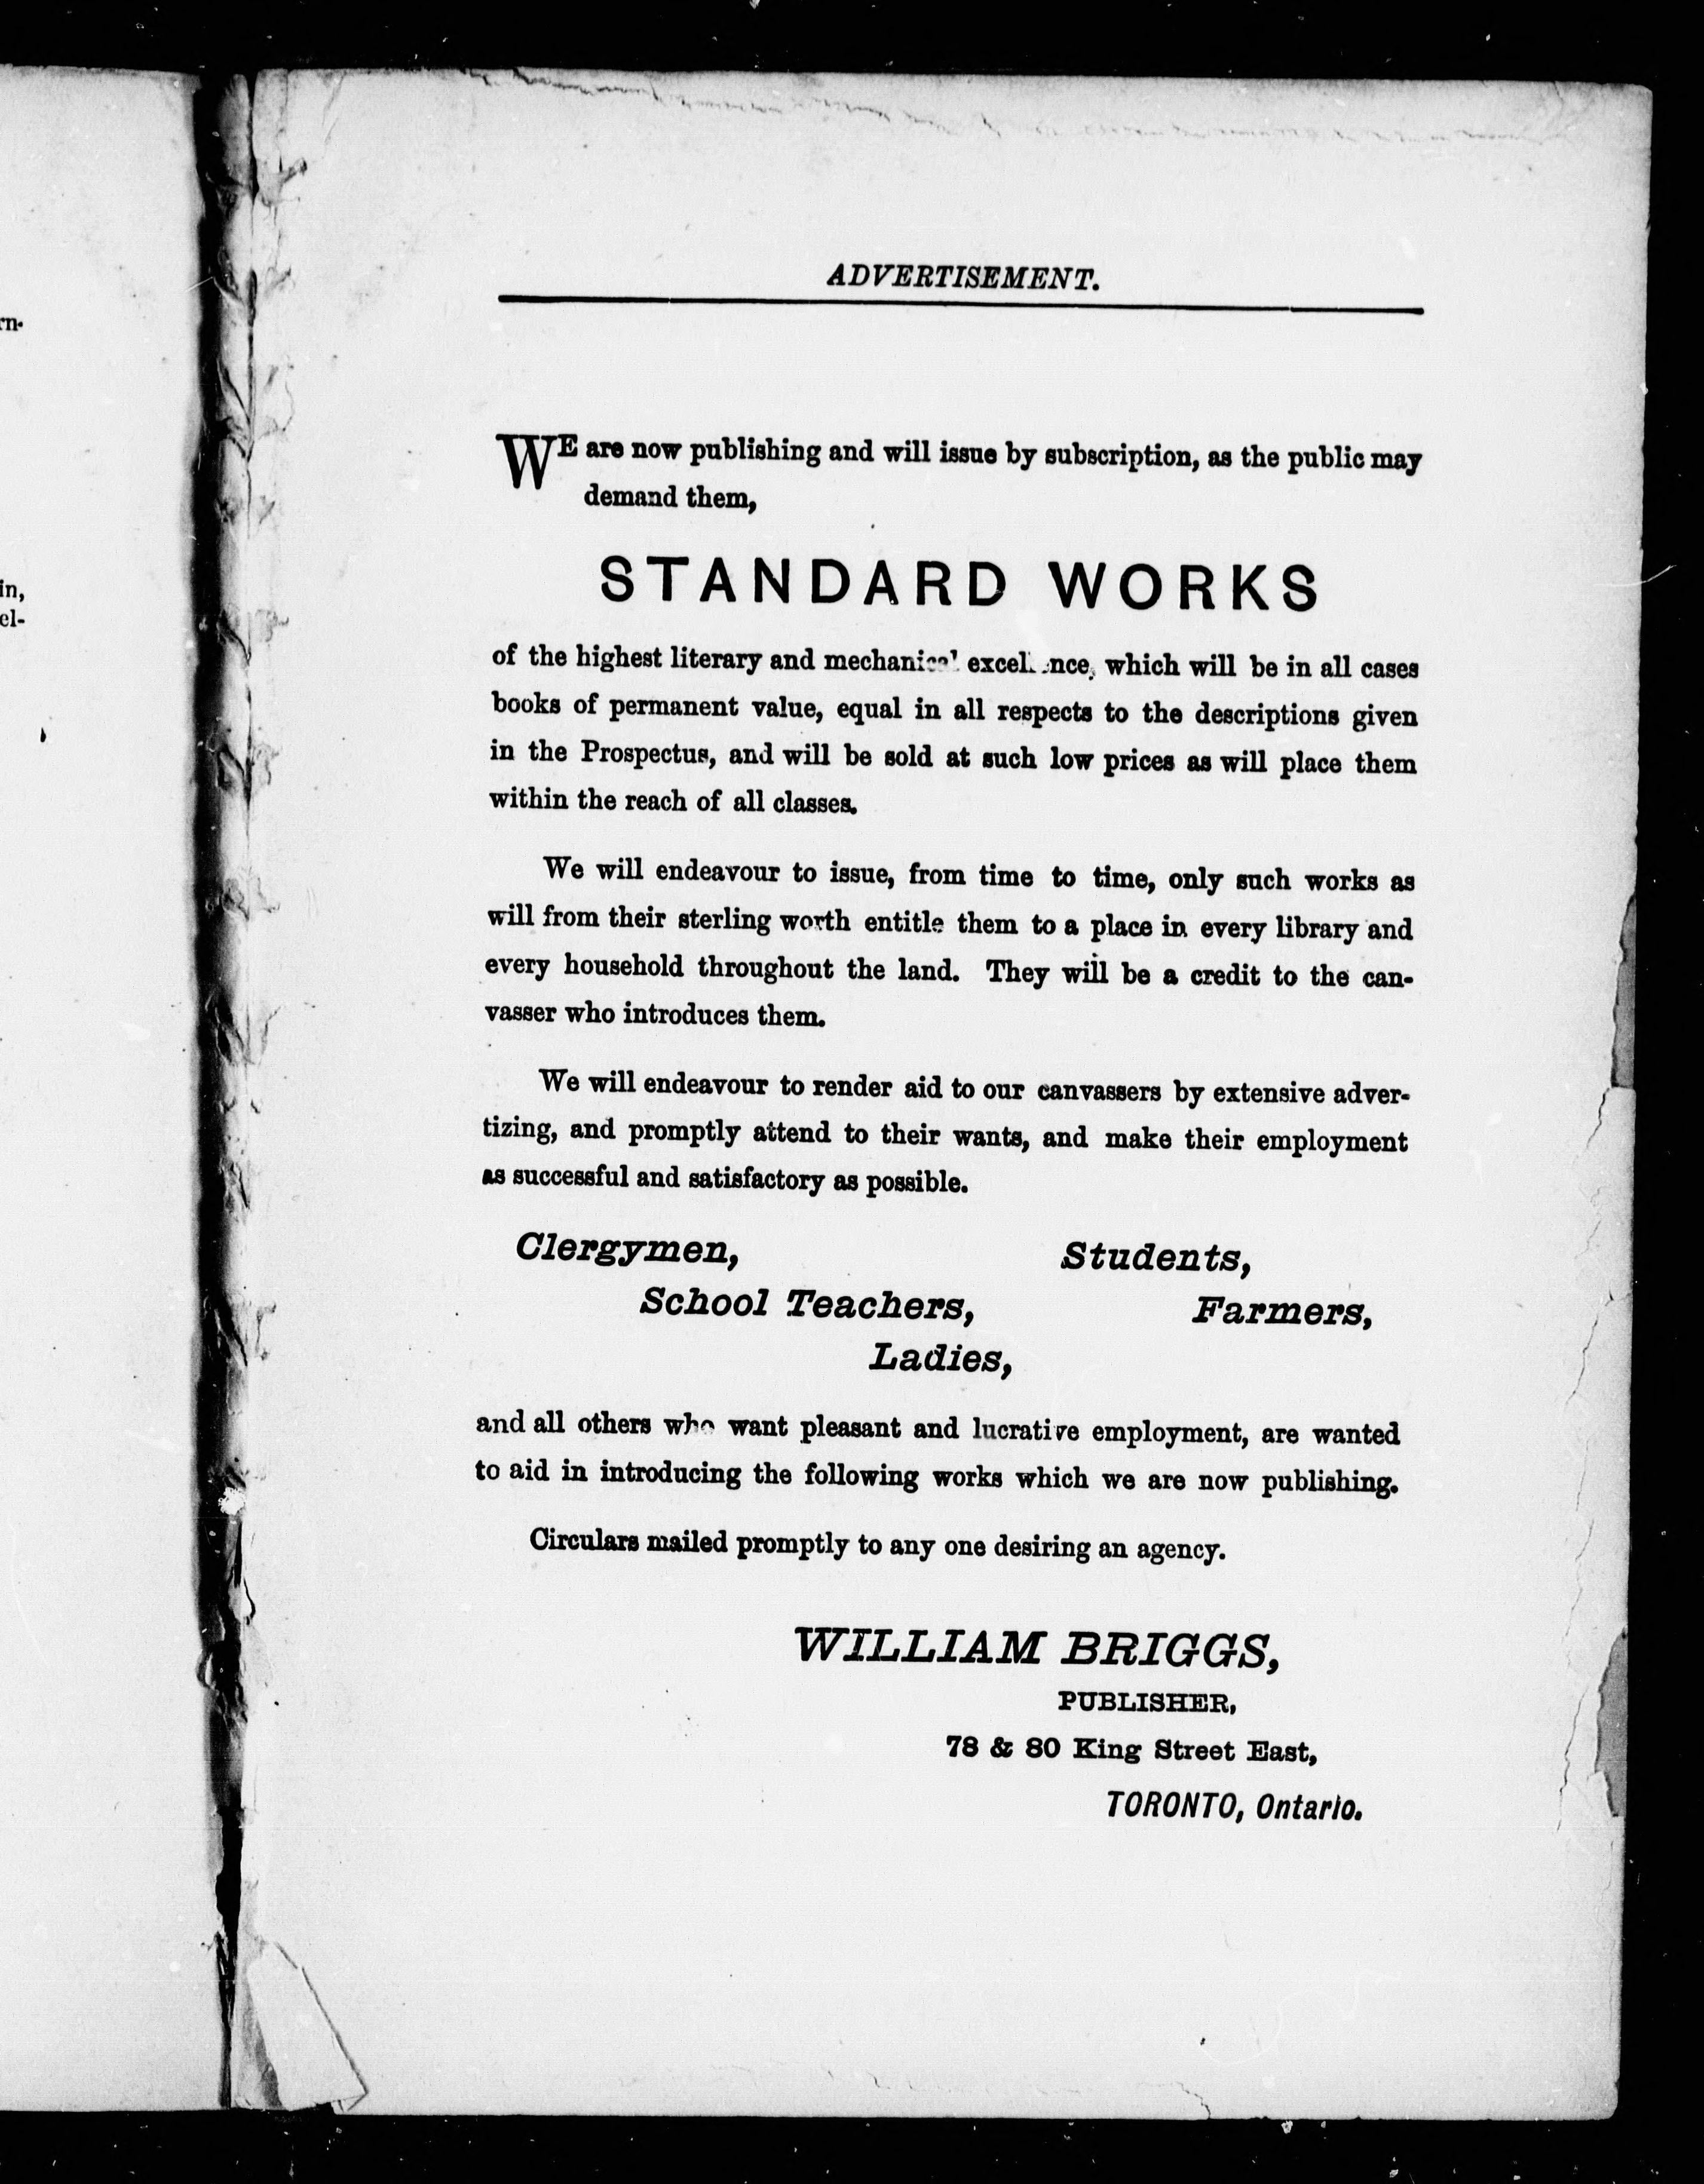 rn-
in,
el-
ADVERTISEMENT.
WE are now publishing and will issue by subscription, as the public may
demand them,
STANDARD WORKS
of the highest literary and mechanical excellence, which will be in all cases
books of permanent value, equal in all respects to the descriptions given
in the Prospectus, and will be sold at such low prices as will place them
within the reach of all classes.
We will endeavour to issue, from time to time, only such works as
will from their sterling worth entitle them to a place in every library and
every household throughout the land. They will be a credit to the can-
vasser who introduces them.
We will endeavour to render aid to our canvassers by extensive adver-
tizing, and promptly attend to their wants, and make their employment
as successful and satisfactory as possible.
Clergymen, Students,
School Teachers, Farmers,
Ladies,
and all others who want pleasant and lucrative employment, are wanted
to aid in introducing the following works which we are now publishing.
Circulars mailed promptly to any one desiring an agency.
WILLIAM BRIGGS,
PUBLISHER,
78 & 80 King Street East,
TORONTO, Ontario.